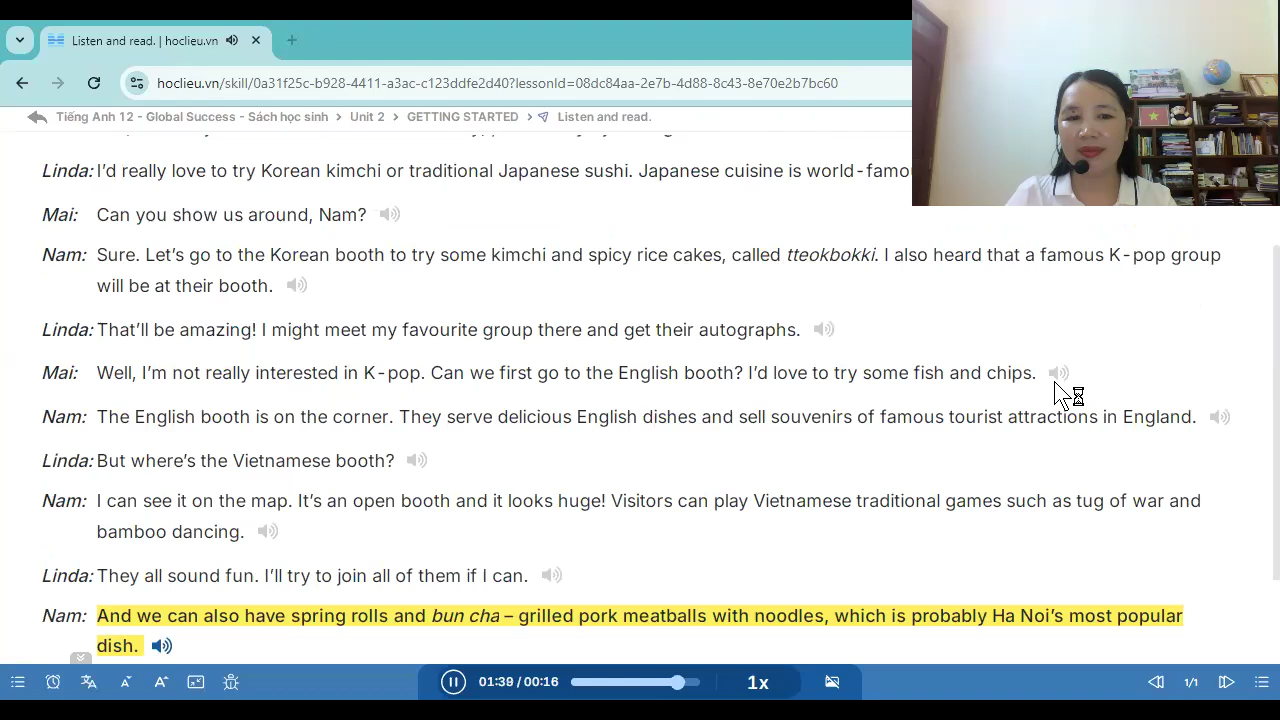 Listen and read. | hoclieu.vn
hoclieu.vn/skill/0a31f25c-b928-4411-a3ac-c123ddfe2d40?lessonId=08dc84aa-2e7b-4d88-8c43-8e70e2b7bc60
Tiếng Anh 12 - Global Success - Sách học sinh > Unit 2 > GETTING STARTED > Listen and read.
Linda: I'd really love to try Korean kimchi or traditional Japanese sushi. Japanese cuisine is world-famo
Mai: Can you show us around, Nam?
Nam: Sure. Let's go to the Korean booth to try some kimchi and spicy rice cakes, called tteokbokki. I also heard that a famous K-pop group
will be at their booth.
Linda: That'll be amazing! I might meet my favourite group there and get their autographs.
Mai: Well, I'm not really interested in K-pop. Can we first go to the English booth? I'd love to try some fish and chips.
Nam: The English booth is on the corner. They serve delicious English dishes and sell souvenirs of famous tourist attractions in England.
Linda: But where's the Vietnamese booth?
Nam: I can see it on the map. It's an open booth and it looks huge! Visitors can play Vietnamese traditional games such as tug of war and
bamboo dancing.
Linda: They all sound fun. I'll try to join all of them if I can.
Nam: And we can also have spring rolls and bun cha – grilled pork meatballs with noodles, which is probably Ha Noi's most popular
dish.
01:39 / 00:16
1x
1/1